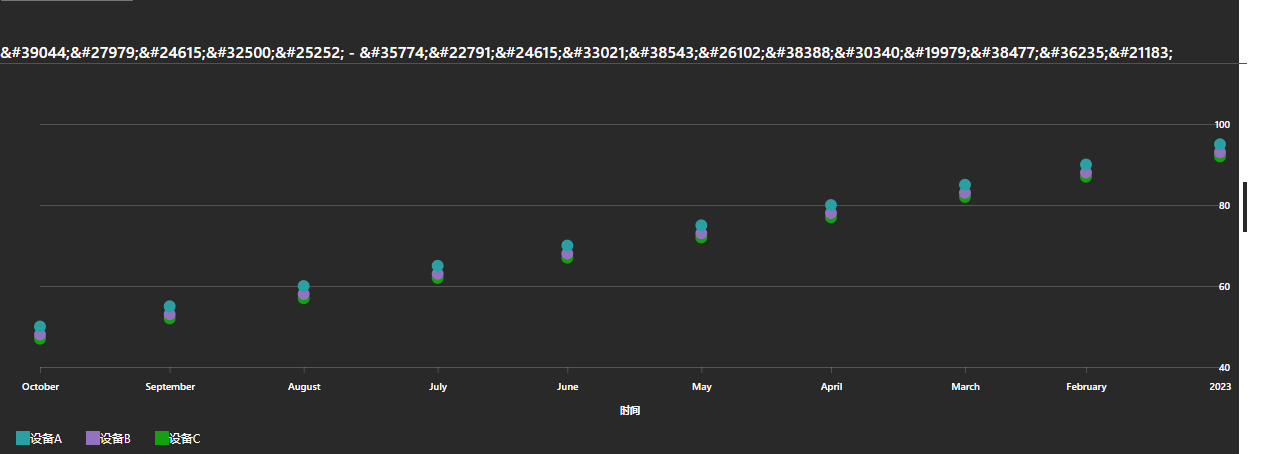 &#39044;&#27979;&#24615;&#32500;&#25252; - &#35774;&#22791;&#24615;&#33021;&#38543;&#26102;&#38388;&#30340;&#19979;&#38477;&#36235;&#21183;
100
80
60
40
October September August July June May April March February 2023
时间
设备A 设备B 设备C